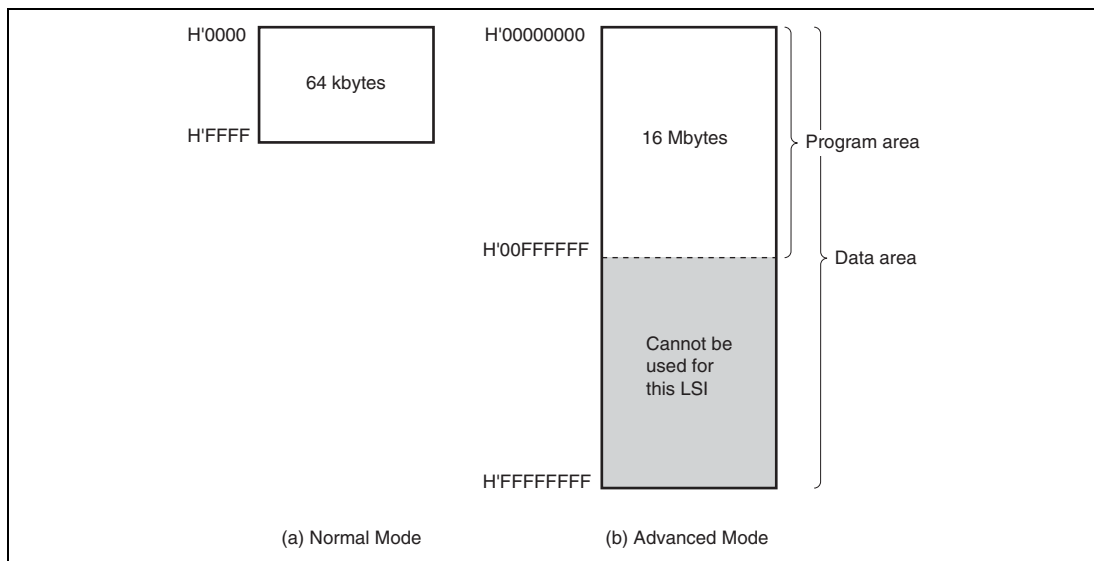 H'0000
64 kbytes
H'FFFF
(a) Normal Mode
H'00000000
16 Mbytes
Program area
H'00FFFFFF
Data area
Cannot be
used for
this LSI
H'FFFFFFFF
(b) Advanced Mode